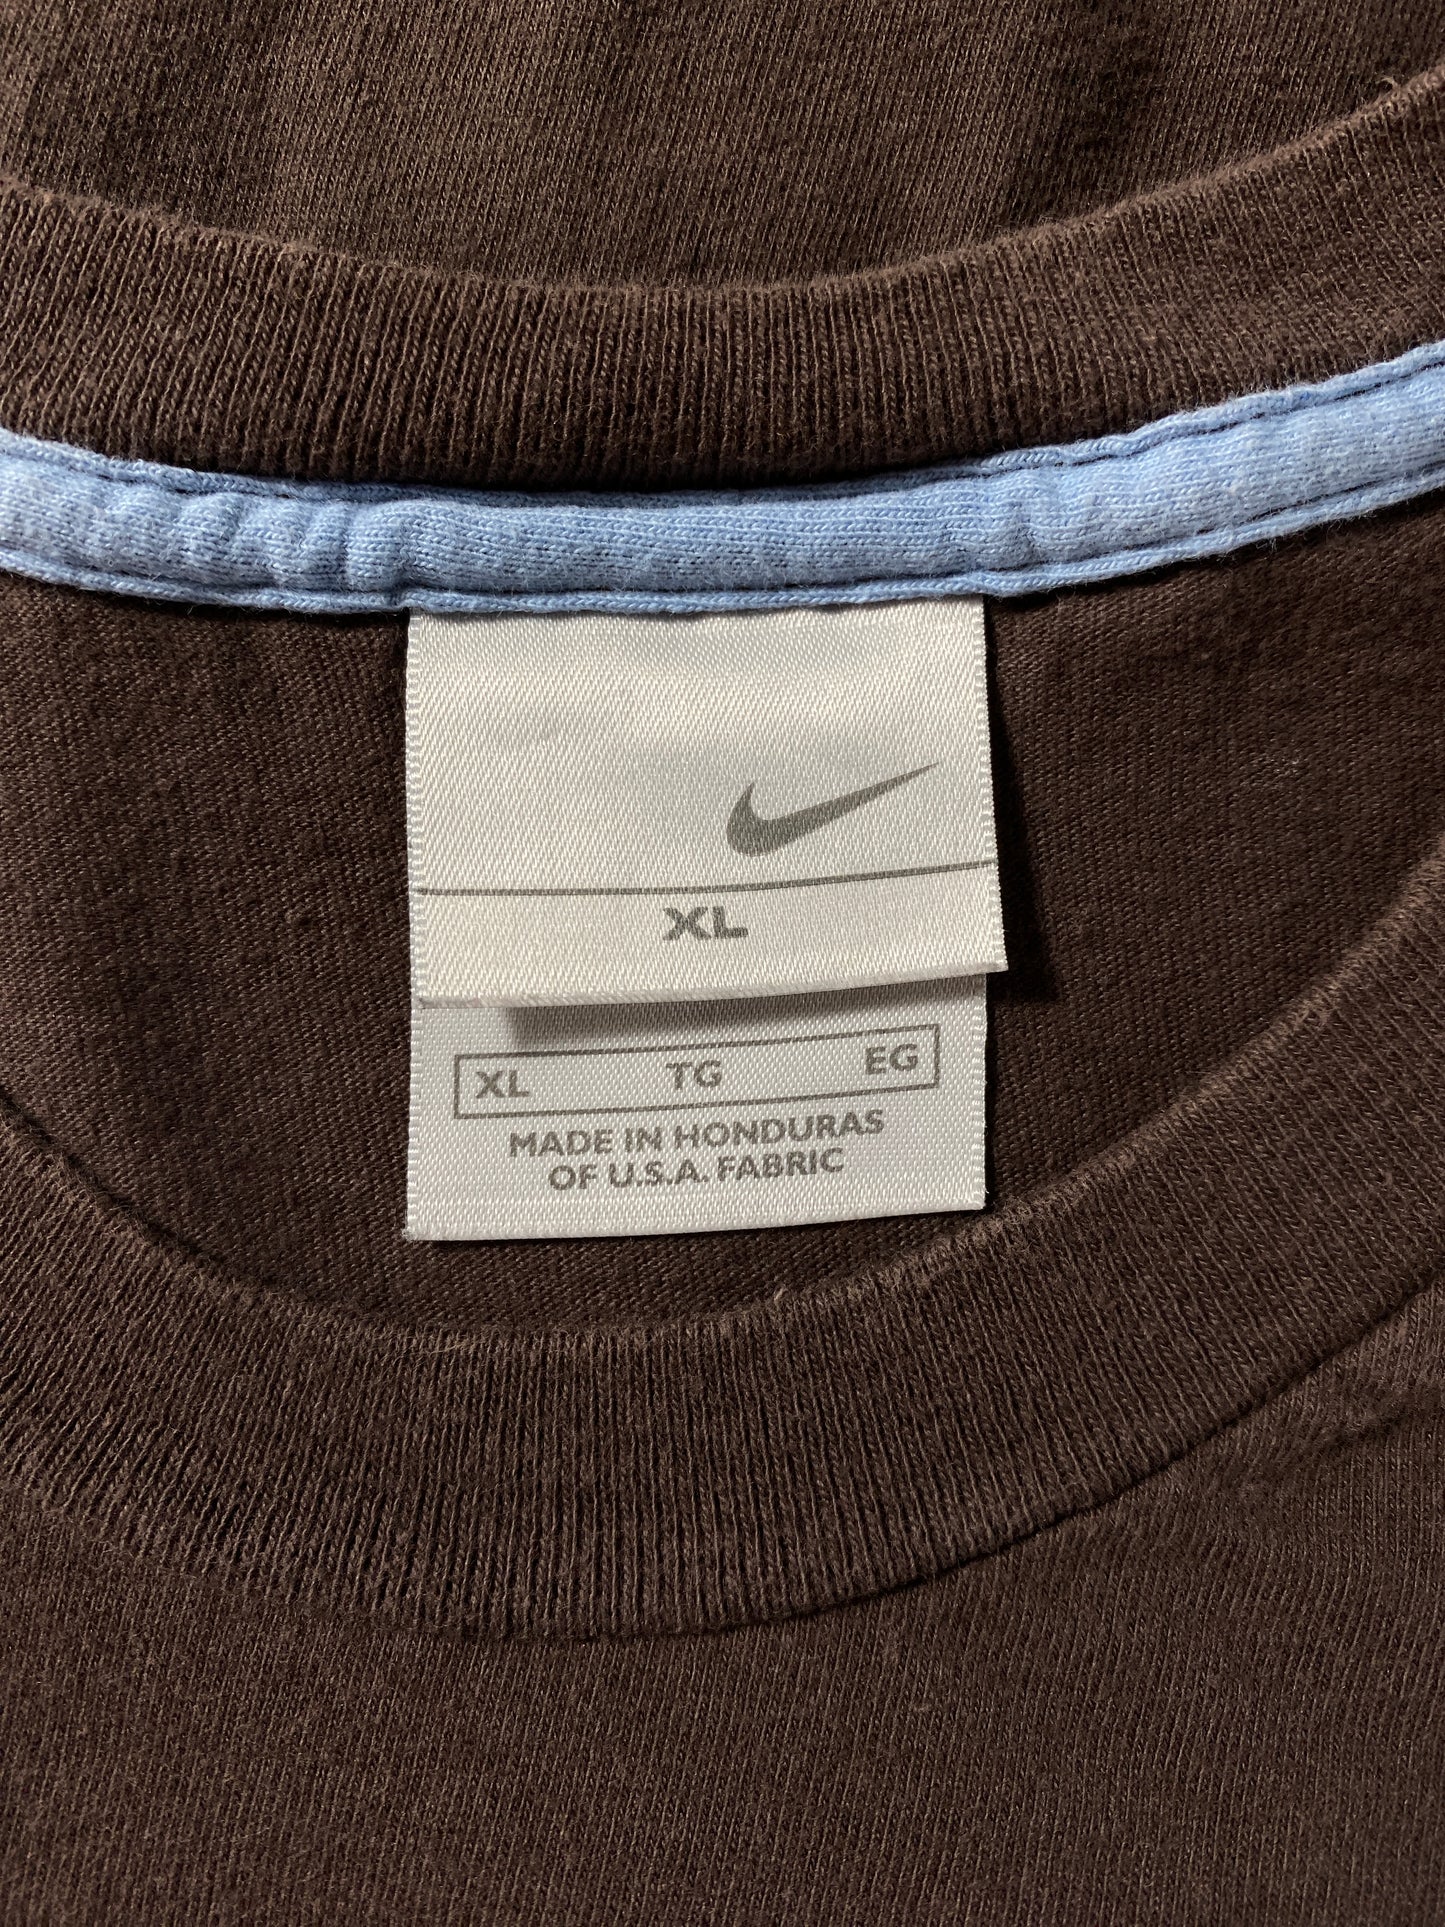 XL
XL TG EG
MADE IN HONDURAS
OF U.S.A. FABRIC